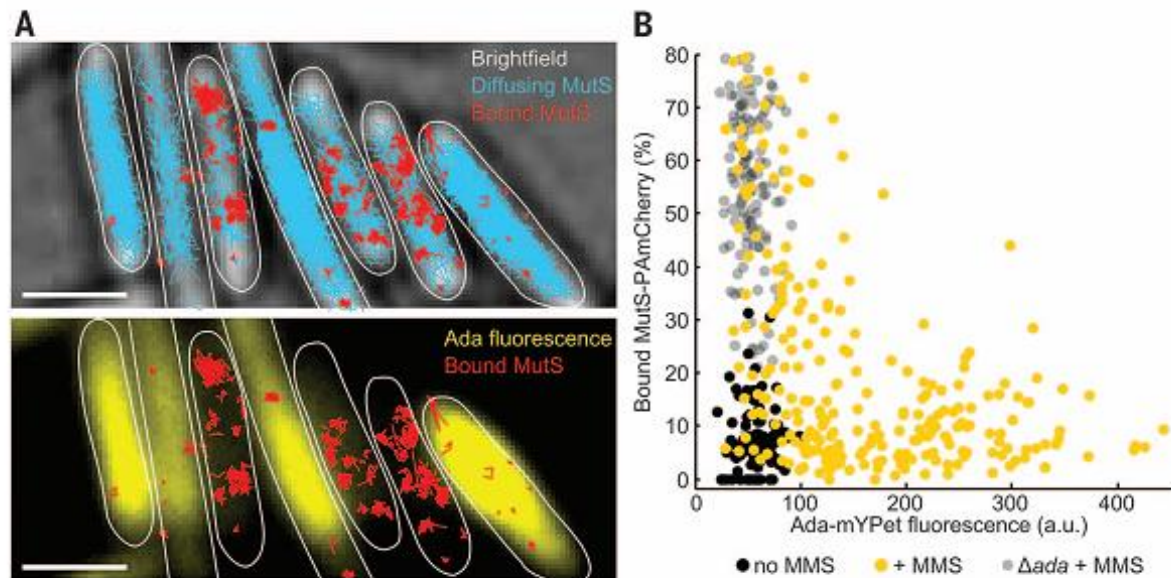 A
Brightfield
Diffusing MutS
Bound MutS
Ada fluorescence
Bound MutS
B
80
70
60
50
40
30
20
10
0
Bound MutS-PAmCherry (%)
0 100 200 300 400
Ada-mYPet fluorescence (a.u.)
no MMS + MMS Δada + MMS